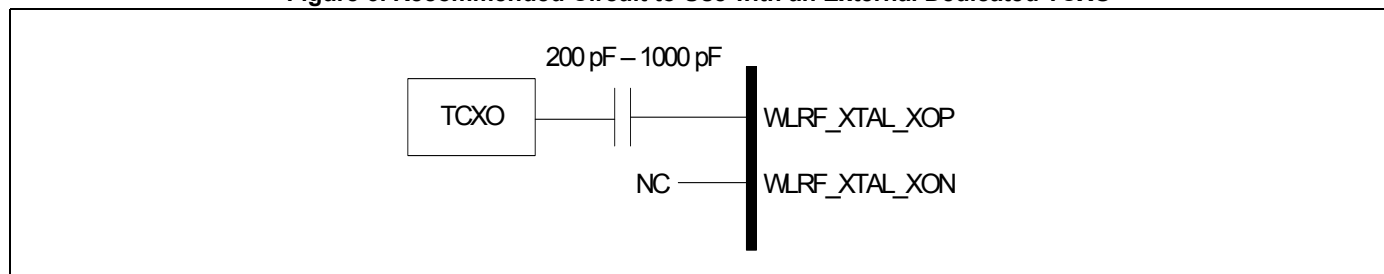 200 pF – 1000 pF
TCXO
WLRF_XTAL_XOP
NC
WLRF_XTAL_XON